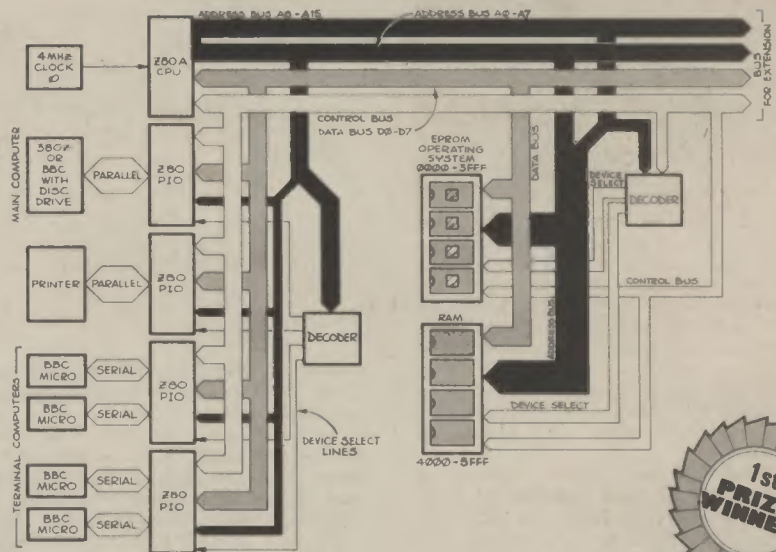 ADDRESS BUS A0-A15
ADDRESS BUS A0-A7
BUS
FOR EXTENSION
4MHz
CLOCK
Ø
Z80A
CPU
CONTROL BUS
DATA BUS D0-D7
MAIN COMPUTER
380Z
OR
BBC
WITH
DISC
DRIVE
PARALLEL
Z80
PIO
EPROM
OPERATING
SYSTEM
0000-3FFF
DATA BUS
DEVICE
SELECT
DECODER
PRINTER
PARALLEL
Z80
PIO
DECODER
CONTROL BUS
RAM
ADDRESS BUS
TERMINAL COMPUTERS
BBC
MICRO
SERIAL
BBC
MICRO
SERIAL
Z80
PIO
DEVICE SELECT
LINES
DEVICE SELECT
4000-5FFF
BBC
MICRO
SERIAL
BBC
MICRO
SERIAL
Z80
PIO
1st
PRIZE
WINNER